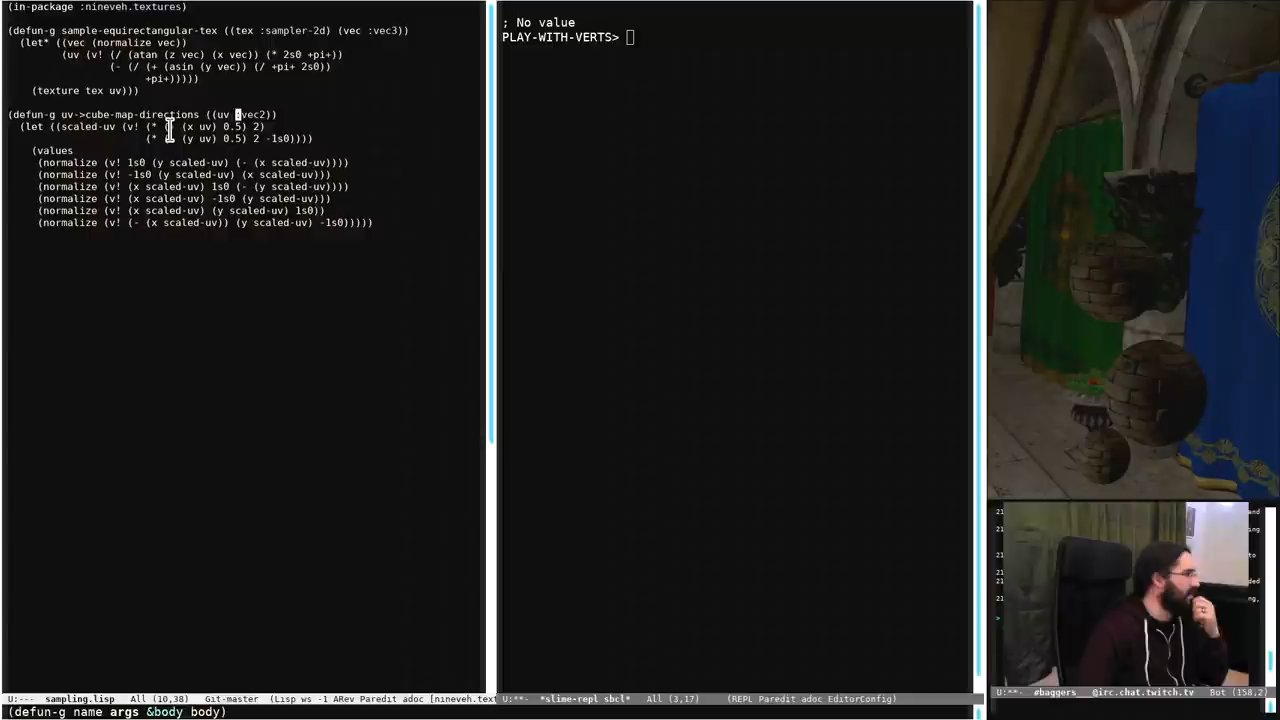 (in-package :nineveh.textures)
(defun-g sample-equirectangular-tex ((tex :sampler-2d) (vec :vec3))
(let* ((vec (normalize vec))
(uv (v! (/ (atan (z vec) (x vec)) (* 2s0 +pi+))
(- (/ (+ (asin (y vec)) (/ +pi+ 2s0))
+pi+)))))
(texture tex uv)))
(defun-g uv->cube-map-directions ((uv :vec2))
(let ((scaled-uv (v! (* (x uv) 0.5) 2)
(* (y uv) 0.5) 2 -1s0))))
(values
(normalize (v! 1s0 (y scaled-uv) (- (x scaled-uv))))
(normalize (v! -1s0 (y scaled-uv) (x scaled-uv)))
(normalize (v! (x scaled-uv) 1s0 (- (y scaled-uv))))
(normalize (v! (x scaled-uv) -1s0 (y scaled-uv)))
(normalize (v! (x scaled-uv) (y scaled-uv) 1s0))
(normalize (v! (- (x scaled-uv)) (y scaled-uv) -1s0)))))
U:--- sampling.lisp All (10,38) Git-master (Lisp ws -1 ARev Paredit adoc [nineveh.text
(defun-g name args &body body)
; No value
PLAY-WITH-VERTS>
U:**- *slime-repl sbcl* All (3,17) (REPL Paredit adoc EditorConfig)
U:**- #baggers @irc.chat.twitch.tv Bot (158,2)